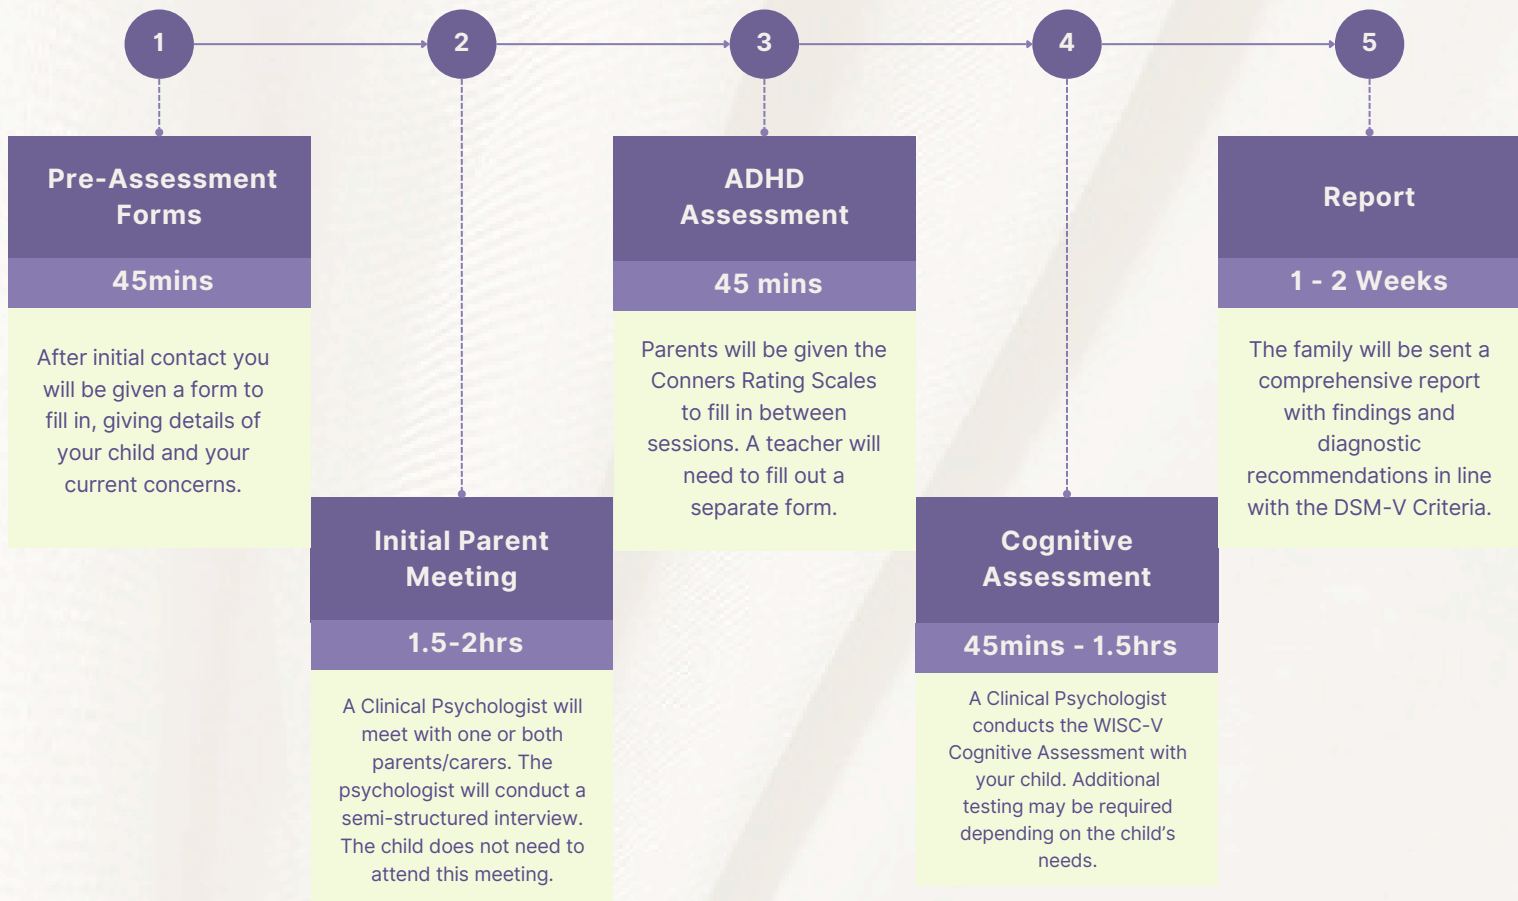 1
2
3
4
5
Pre-Assessment
Forms
45mins
After initial contact you
will be given a form to
fill in, giving details of
your child and your
current concerns.
Initial Parent
Meeting
1.5-2hrs
A Clinical Psychologist will
meet with one or both
parents/carers. The
psychologist will conduct a
semi-structured interview.
The child does not need to
attend this meeting.
ADHD
Assessment
45 mins
Parents will be given the
Conners Rating Scales
to fill in between
sessions. A teacher will
need to fill out a
separate form.
Cognitive
Assessment
45mins - 1.5hrs
A Clinical Psychologist
conducts the WISC-V
Cognitive Assessment with
your child. Additional
testing may be required
depending on the child's
needs.
Report
1 - 2 Weeks
The family will be sent a
comprehensive report
with findings and
diagnostic
recommendations in line
with the DSM-V Criteria.